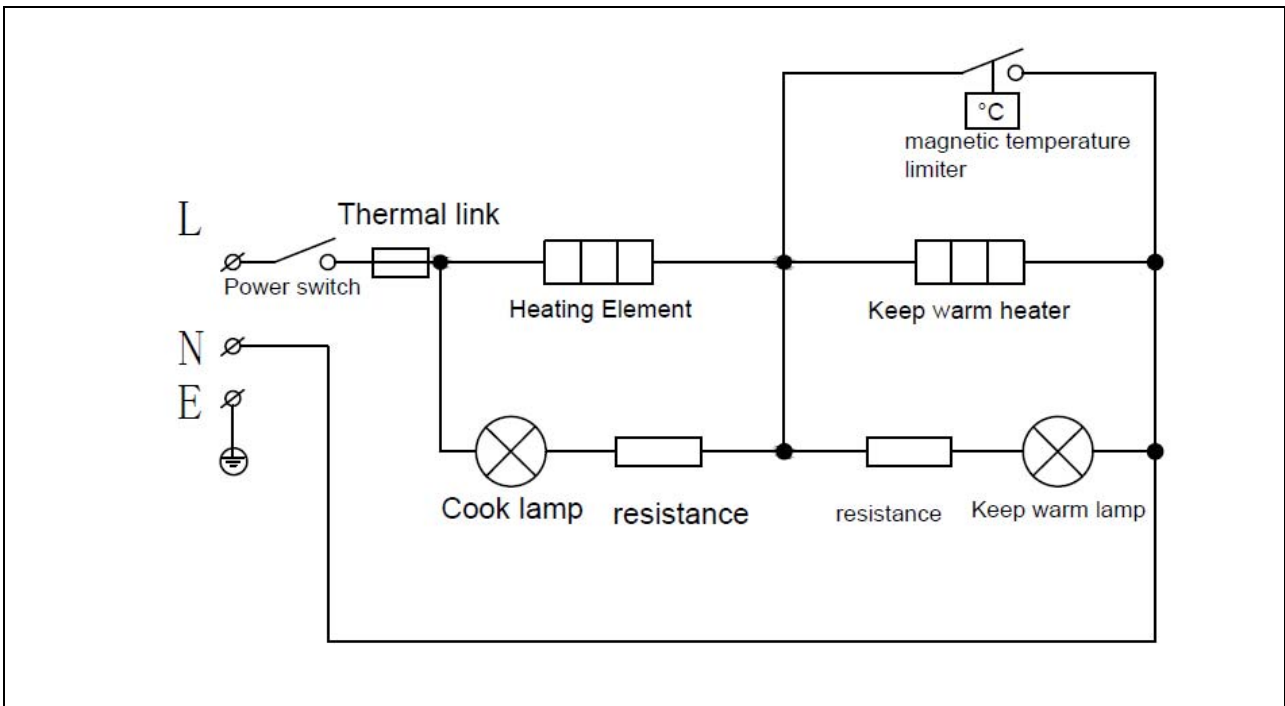 °C
magnetic temperature
limiter
L
Thermal link
Power switch
Heating Element
Keep warm heater
N
E
Cook lamp
resistance
resistance
Keep warm lamp